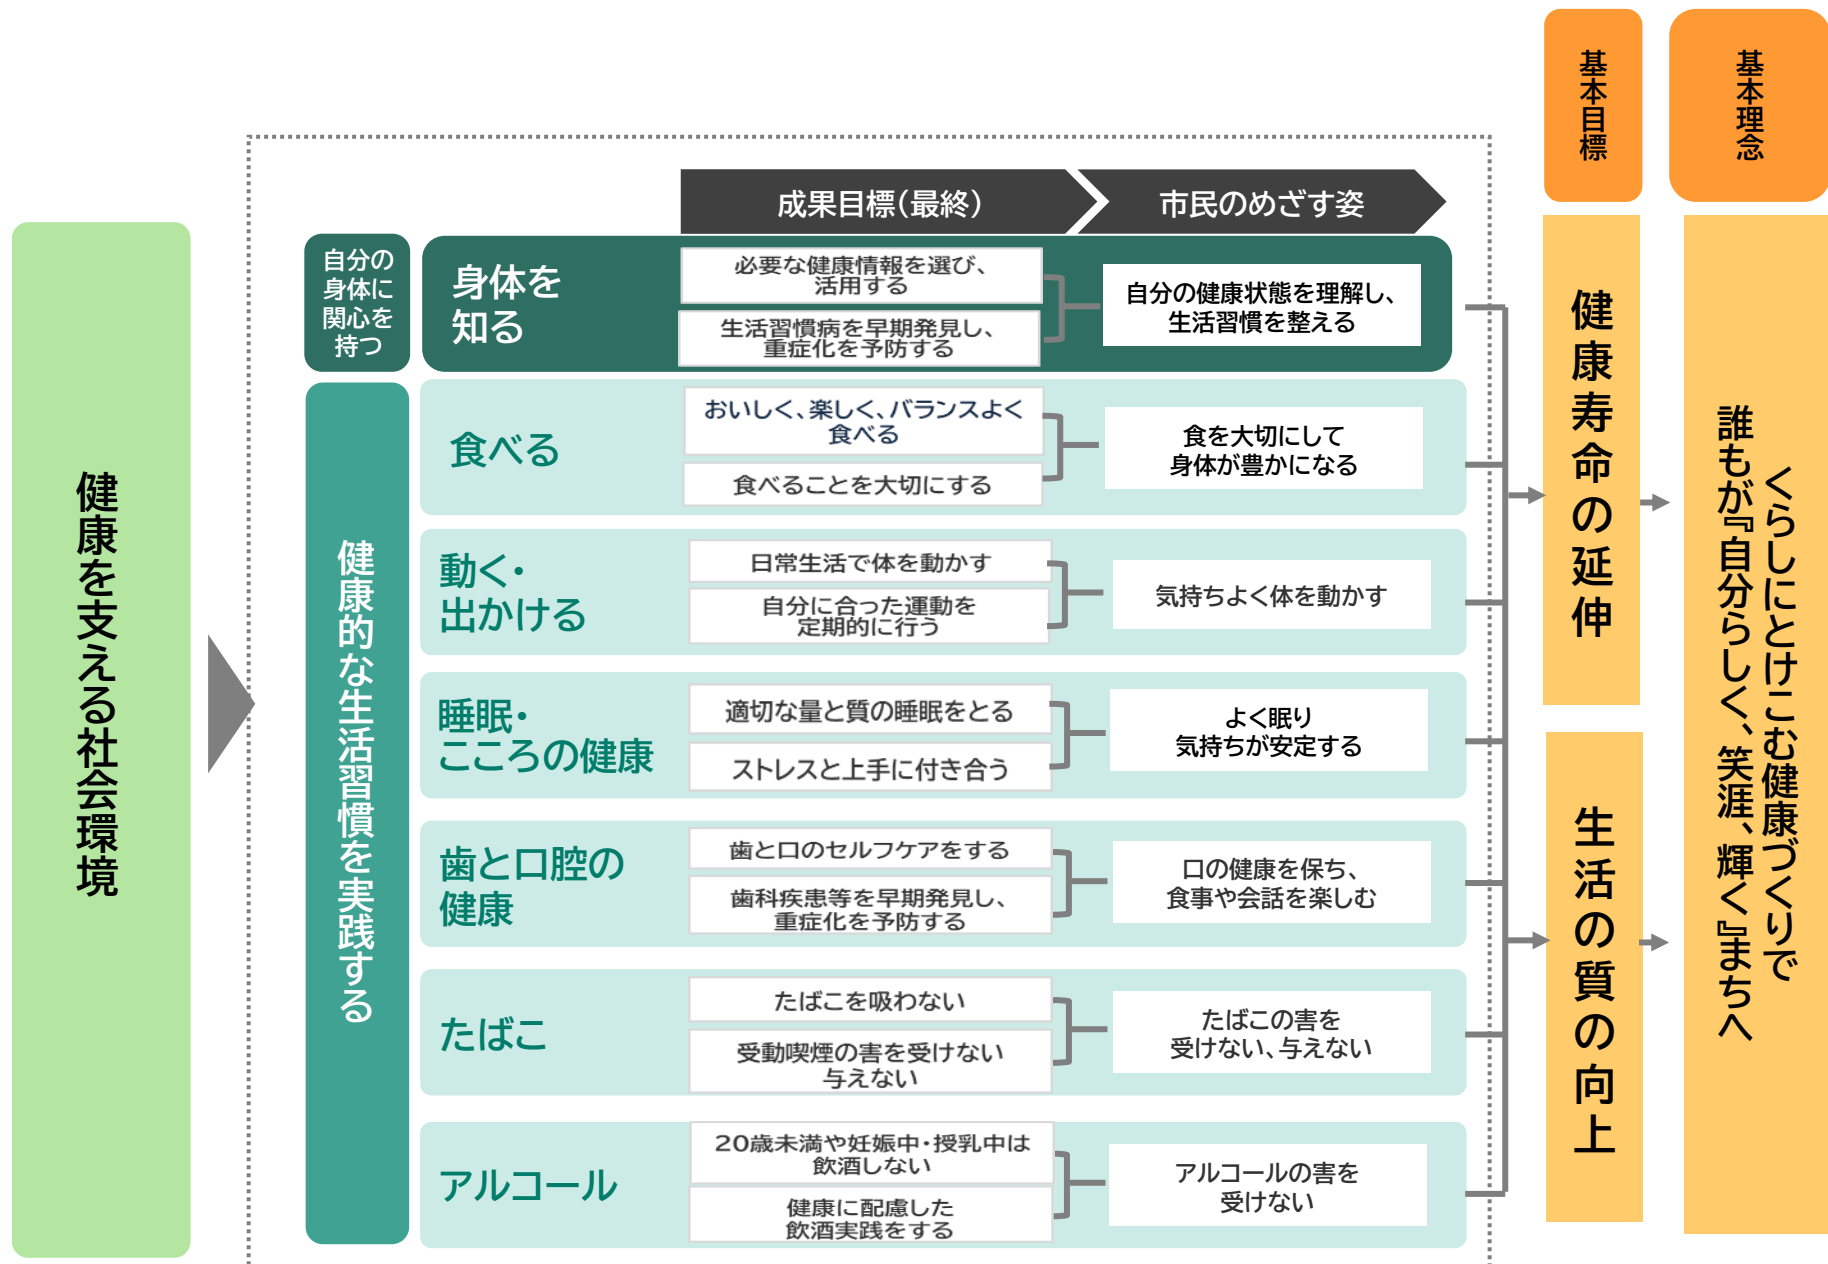 基本目標
基本理念
成果目標(最終)
市民のめざす姿
健康を支える社会環境
自分の
身体に
関心を
持つ
身体を
知る
必要な健康情報を選び、
活用する
生活習慣病を早期発見し、
重症化を予防する
自分の健康状態を理解し、
生活習慣を整える
健康的な生活習慣を実践する
食べる
おいしく、楽しく、バランスよく
食べる
食べることを大切にする
食を大切にして
身体が豊かになる
動く・
出かける
日常生活で体を動かす
自分に合った運動を
定期的に行う
気持ちよく体を動かす
睡眠・
こころの健康
適切な量と質の睡眠をとる
ストレスと上手に付き合う
よく眠り
気持ちが安定する
歯と口腔の
健康
歯と口のセルフケアをする
歯科疾患等を早期発見し、
重症化を予防する
口の健康を保ち、
食事や会話を楽しむ
たばこ
たばこを吸わない
受動喫煙の害を受けない
与えない
たばこの害を
受けない、与えない
アルコール
20歳未満や妊娠中・授乳中は
飲酒しない
健康に配慮した
飲酒実践をする
アルコールの害を
受けない
健康寿命の延伸
生活の質の向上
くらしにとけこむ健康づくりで
誰もが『自分らしく、笑涯、輝く』まちへ